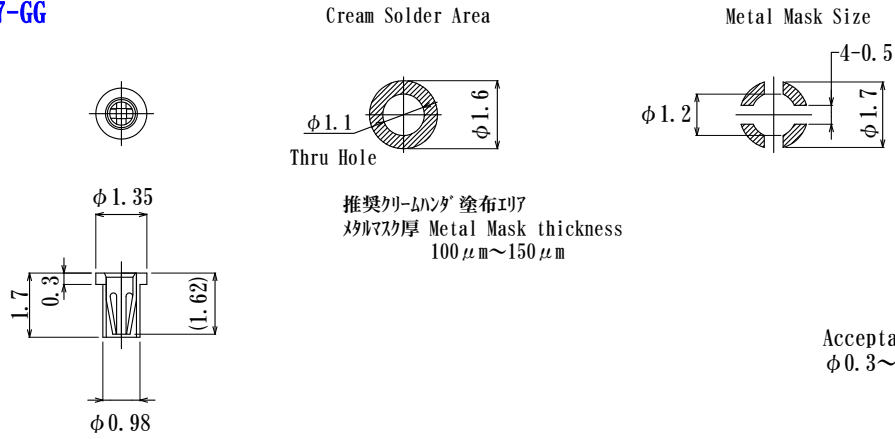 7-GG
Cream Solder Area
Metal Mask Size
4-0.5
φ1.1
Thru Hole
φ1.6
φ1.2
φ1.7
φ1.35
推奨ｸﾘｰﾑﾊﾝﾀﾞ塗布ｴﾘｱ
ﾒﾀﾙﾏｽｸ厚 Metal Mask thickness
100μm～150μm
1.7
0.3
(1.62)
φ0.98
φ0.3～